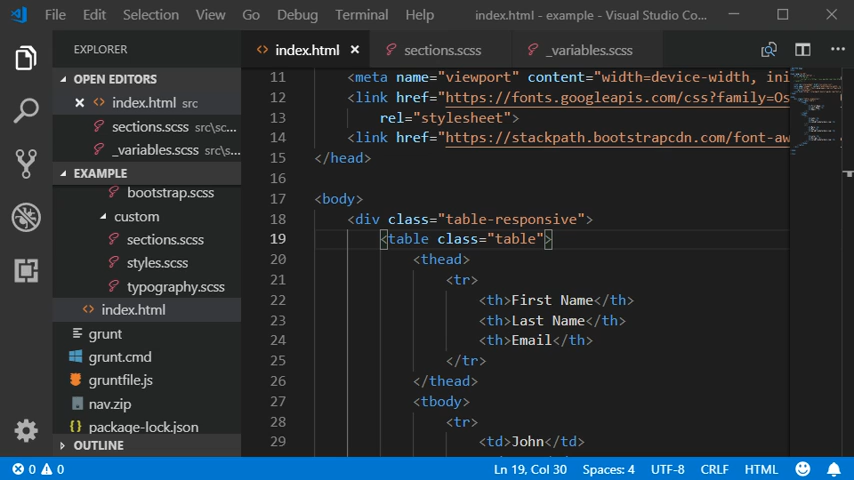 File Edit Selection View Go Debug Terminal Help index.html - example - Visual Studio Co...
EXPLORER
index.html
sections.scss
_variables.scss
OPEN EDITORS
index.html src
sections.scss src\sc...
_variables.scss src\s...
EXAMPLE
bootstrap.scss
custom
sections.scss
styles.scss
typography.scss
index.html
grunt
grunt.cmd
gruntfile.js
nav.zip
package-lock.json
OUTLINE
11 <meta name="viewport" content="width=device-width, ini
12 <link href="https://fonts.googleapis.com/css?family=Os
13 rel="stylesheet">
14 <link href="https://stackpath.bootstrapcdn.com/font-aw
15 </head>
16
17 <body>
18 <div class="table-responsive">
19 <table class="table">
20 <thead>
21 <tr>
22 <th>First Name</th>
23 <th>Last Name</th>
24 <th>Email</th>
25 </tr>
26 </thead>
27 <tbody>
28 <tr>
29 <td>John</td>
0 0 Ln 19, Col 30 Spaces: 4 UTF-8 CRLF HTML